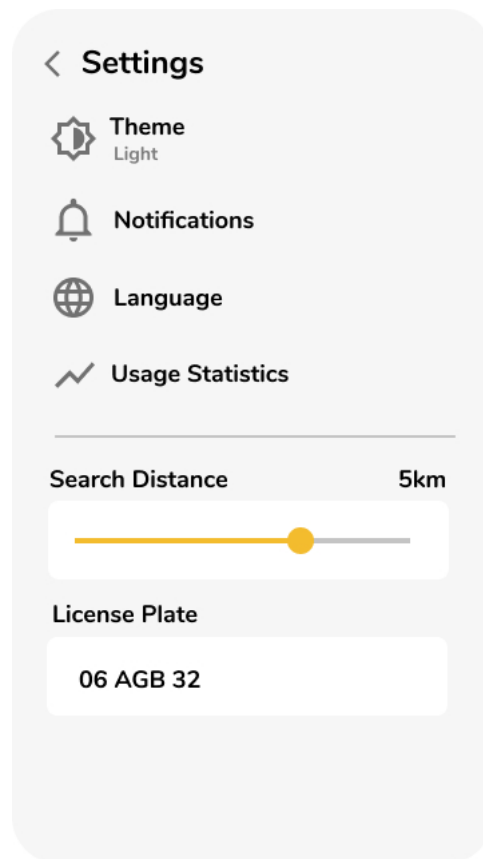 Settings
Theme
Light
Notifications
Language
Usage Statistics
Search Distance 5km
License Plate
06 AGB 32